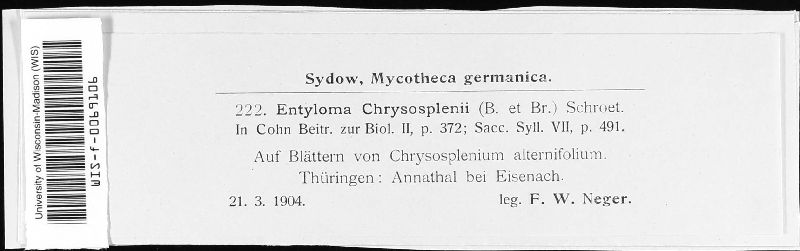 University of Wisconsin-Madison (WIS)
WIS-f-0069106
Sydow, Mycotheca germanica.
222. Entyloma Chrysosplenii (B. et Br.) Schroet.
In Cohn Beitr. zur Biol. II, p. 372; Sacc. Syll. VII, p. 491.
Auf Blättern von Chrysosplenium alternifolium.
Thüringen: Annathal bei Eisenach.
21. 3. 1904. leg. F. W. Neger.